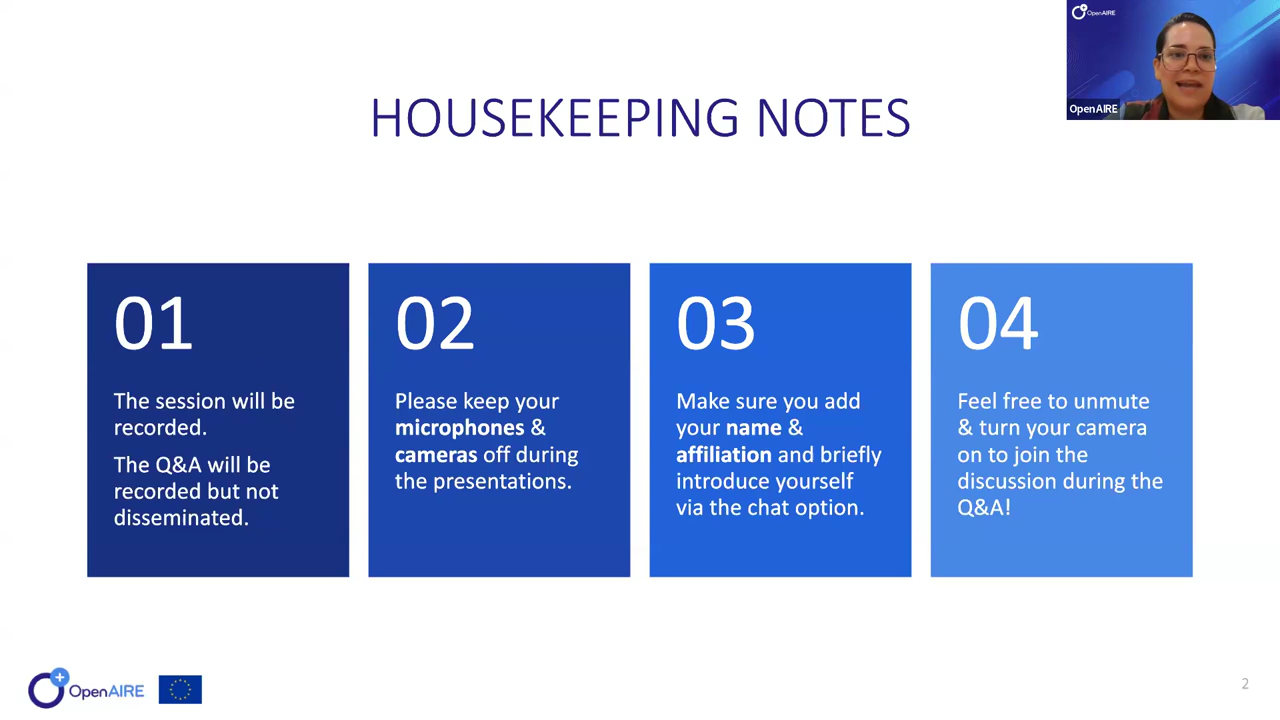 OpenAIRE
OpenAIRE
HOUSEKEEPING NOTES
01
The session will be
recorded.
The Q&A will be
recorded but not
disseminated.
02
Please keep your
microphones &
cameras off during
the presentations.
03
Make sure you add
your name &
affiliation and briefly
introduce yourself
via the chat option.
04
Feel free to unmute
& turn your camera
on to join the
discussion during the
Q&A!
OpenAIRE
2